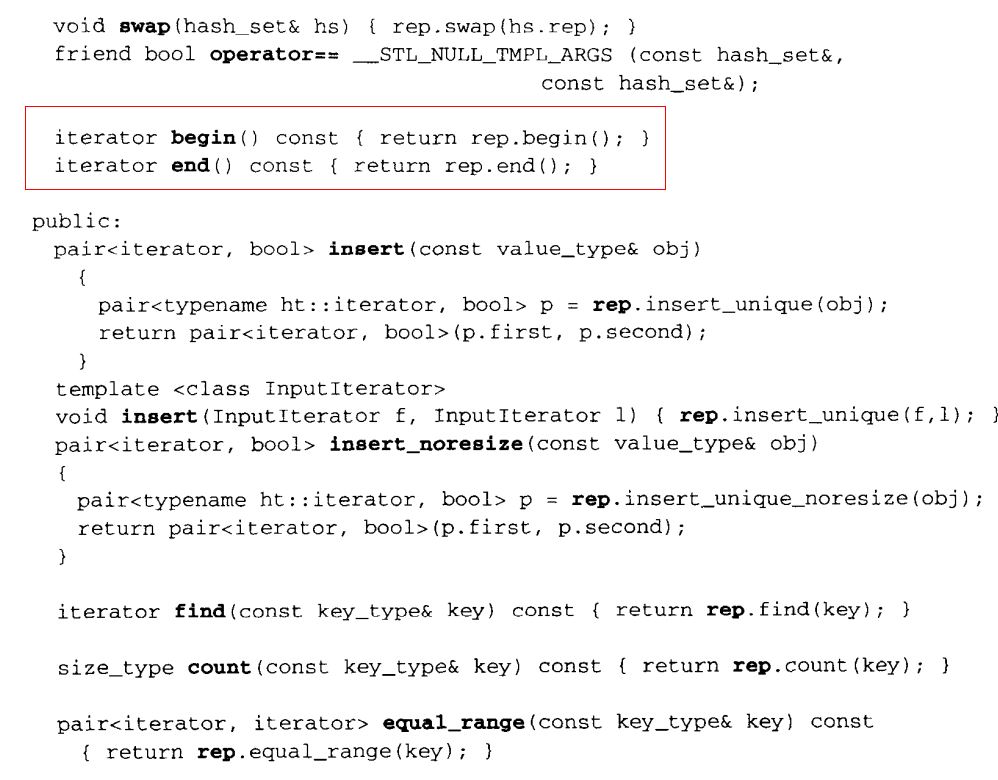 void swap(hash_set& hs) { rep.swap(hs.rep); }
friend bool operator== __STL_NULL_TMPL_ARGS (const hash_set&,
const hash_set&);
iterator begin() const { return rep.begin(); }
iterator end() const { return rep.end(); }
public:
pair<iterator, bool> insert(const value_type& obj)
{
pair<typename ht::iterator, bool> p = rep.insert_unique(obj);
return pair<iterator, bool>(p.first, p.second);
}
template <class InputIterator>
void insert(InputIterator f, InputIterator l) { rep.insert_unique(f,l); }
pair<iterator, bool> insert_noresize(const value_type& obj)
{
pair<typename ht::iterator, bool> p = rep.insert_unique_noresize(obj);
return pair<iterator, bool>(p.first, p.second);
}
iterator find(const key_type& key) const { return rep.find(key); }
size_type count(const key_type& key) const { return rep.count(key); }
pair<iterator, iterator> equal_range(const key_type& key) const
{ return rep.equal_range(key); }